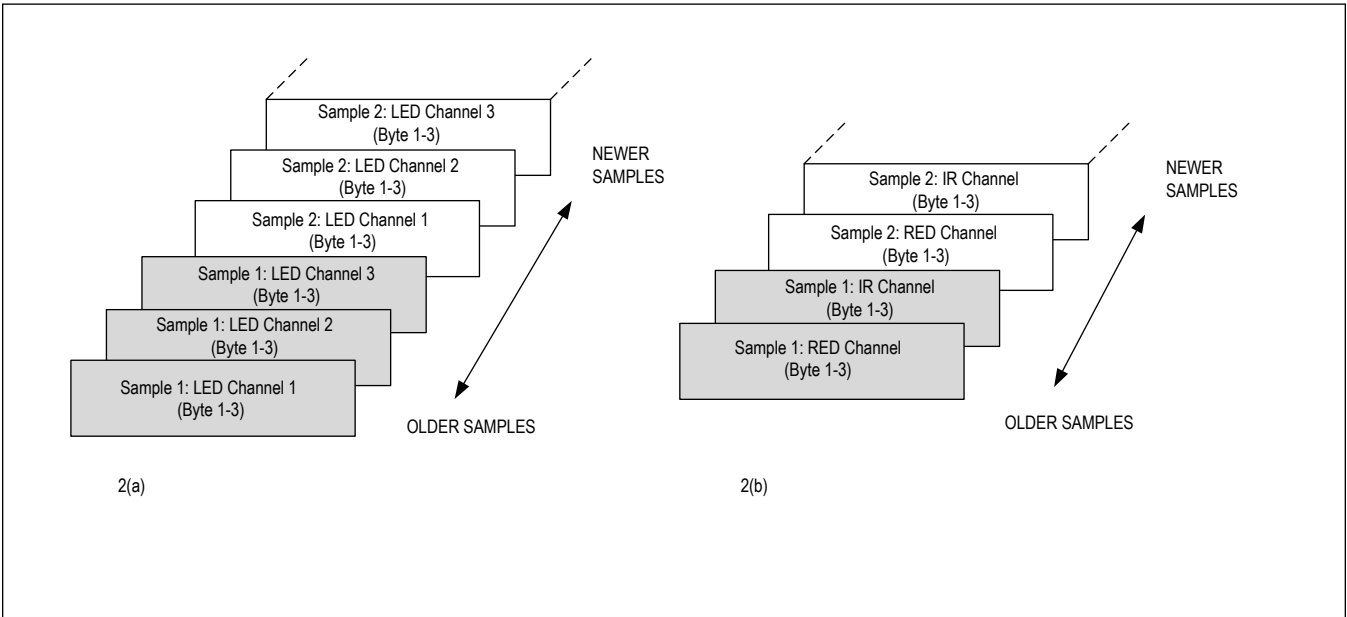 Sample 2: LED Channel 3
(Byte 1-3)
Sample 2: LED Channel 2
(Byte 1-3)
Sample 2: LED Channel 1
(Byte 1-3)
Sample 1: LED Channel 3
(Byte 1-3)
Sample 1: LED Channel 2
(Byte 1-3)
Sample 1: LED Channel 1
(Byte 1-3)
NEWER
SAMPLES
OLDER SAMPLES
2(a)
Sample 2: IR Channel
(Byte 1-3)
Sample 2: RED Channel
(Byte 1-3)
Sample 1: IR Channel
(Byte 1-3)
Sample 1: RED Channel
(Byte 1-3)
NEWER
SAMPLES
OLDER SAMPLES
2(b)